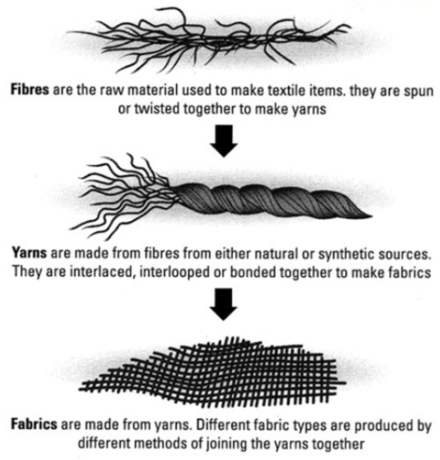 Fibres are the raw material used to make textile items. they are spun
or twisted together to make yarns
Yarns are made from fibres from either natural or synthetic sources.
They are interlaced, interlooped or bonded together to make fabrics
Fabrics are made from yarns. Different fabric types are produced by
different methods of joining the yarns together